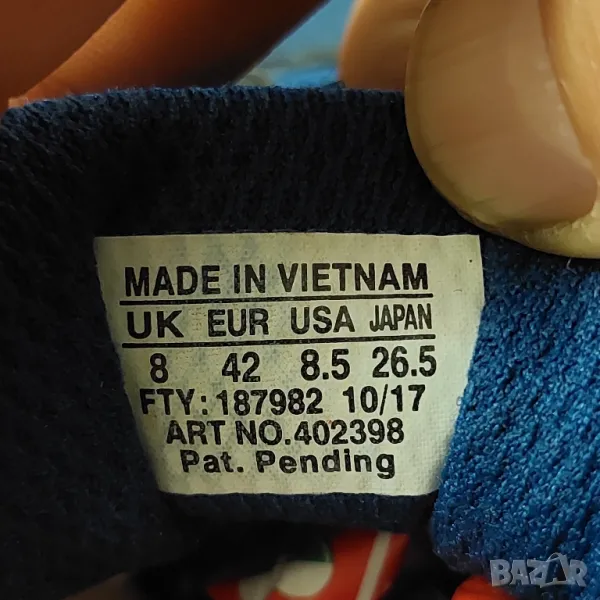 MADE IN VIETNAM
UK EUR USA JAPAN
8 42 8.5 26.5
FTY: 187982 10/17
ART NO.402398
Pat. Pending
BAZAR